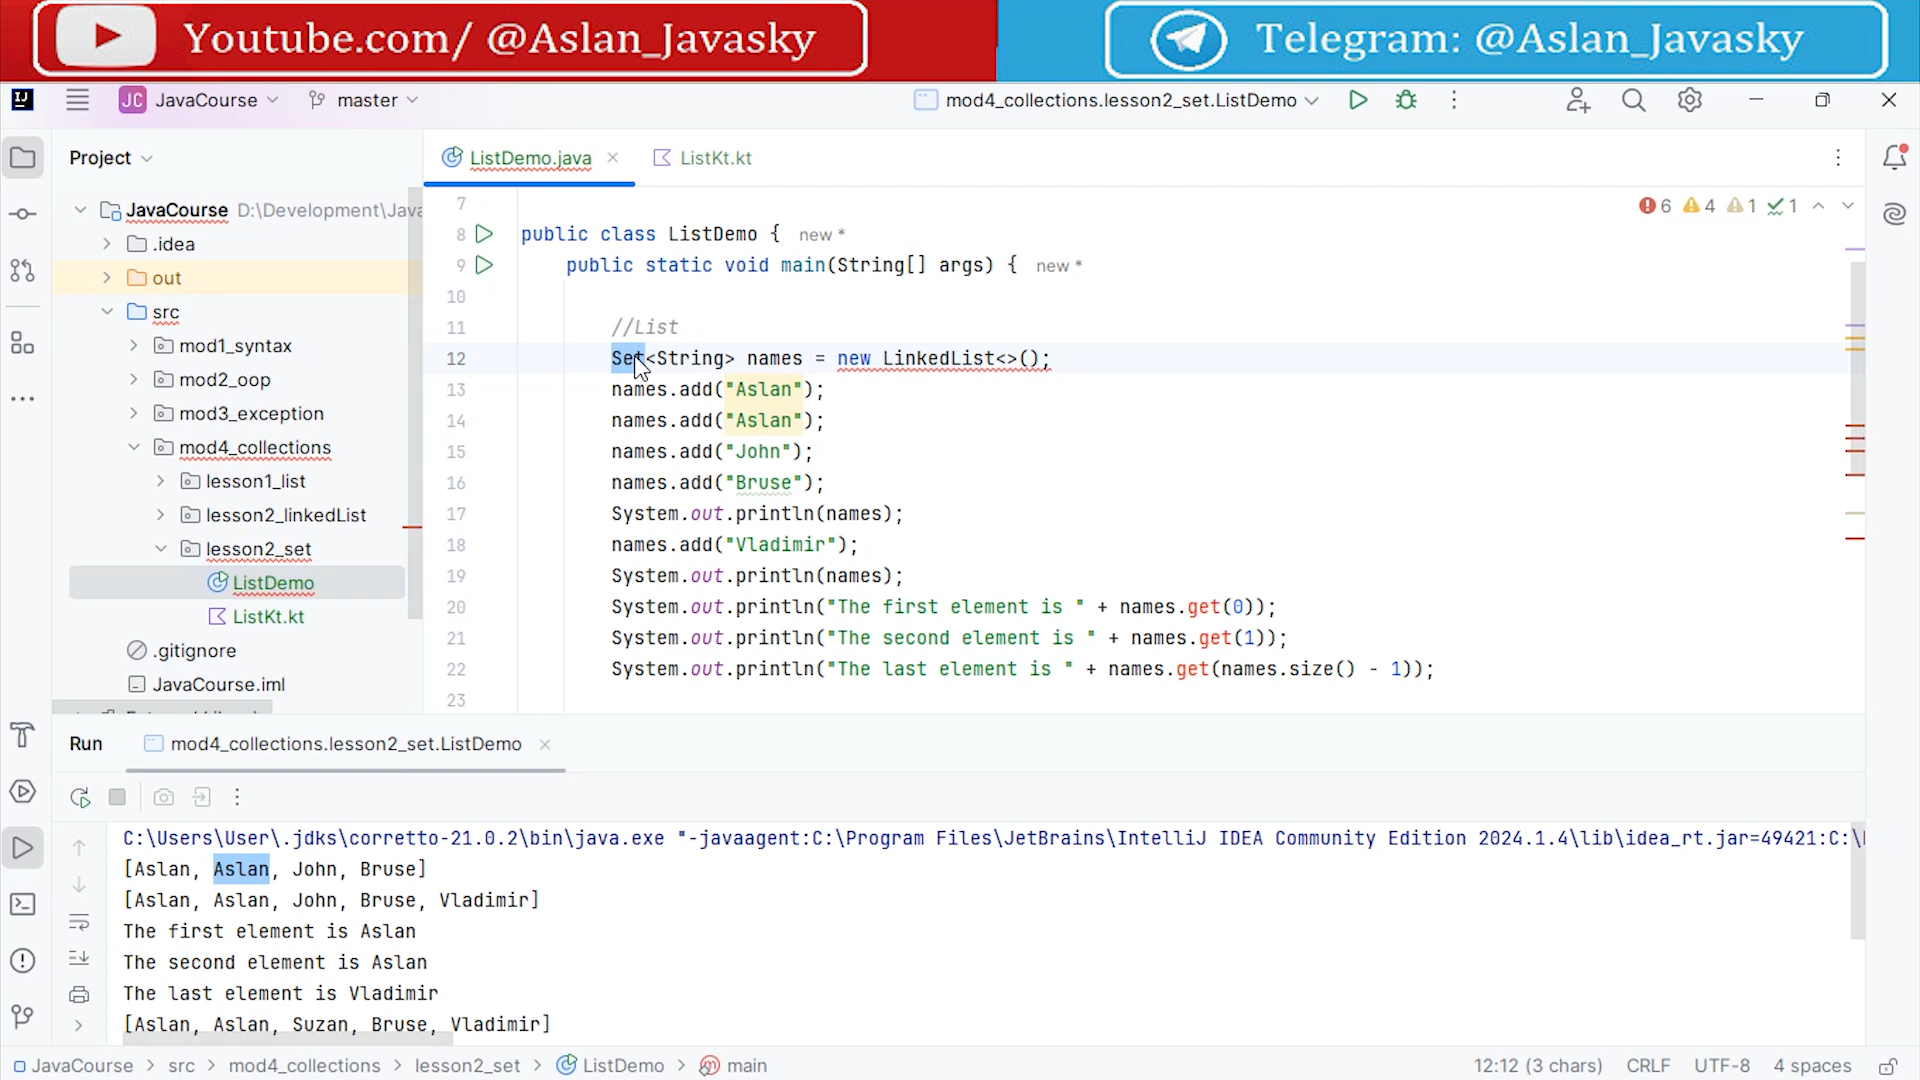 Youtube.com/ @Aslan_Javasky
Telegram: @Aslan_Javasky
JC JavaCourse master
mod4_collections.lesson2_set.ListDemo
Project
JavaCourse D:\Development\Java
.idea
out
src
mod1_syntax
mod2_oop
mod3_exception
mod4_collections
lesson1_list
lesson2_linkedList
lesson2_set
ListDemo
ListKt.kt
.gitignore
JavaCourse.iml
ListDemo.java ListKt.kt
6 4 1 1
7
8 public class ListDemo { new *
9 public static void main(String[] args) { new *
10
11 //List
12 Set<String> names = new LinkedList<>();
13 names.add("Aslan");
14 names.add("Aslan");
15 names.add("John");
16 names.add("Bruse");
17 System.out.println(names);
18 names.add("Vladimir");
19 System.out.println(names);
20 System.out.println("The first element is " + names.get(0));
21 System.out.println("The second element is " + names.get(1));
22 System.out.println("The last element is " + names.get(names.size() - 1));
23
Run mod4_collections.lesson2_set.ListDemo
C:\Users\User\.jdks\corretto-21.0.2\bin\java.exe "-javaagent:C:\Program Files\JetBrains\IntelliJ IDEA Community Edition 2024.1.4\lib\idea_rt.jar=49421:C:\
[Aslan, Aslan, John, Bruse]
[Aslan, Aslan, John, Bruse, Vladimir]
The first element is Aslan
The second element is Aslan
The last element is Vladimir
[Aslan, Aslan, Suzan, Bruse, Vladimir]
JavaCourse > src > mod4_collections > lesson2_set > ListDemo > main
12:12 (3 chars) CRLF UTF-8 4 spaces